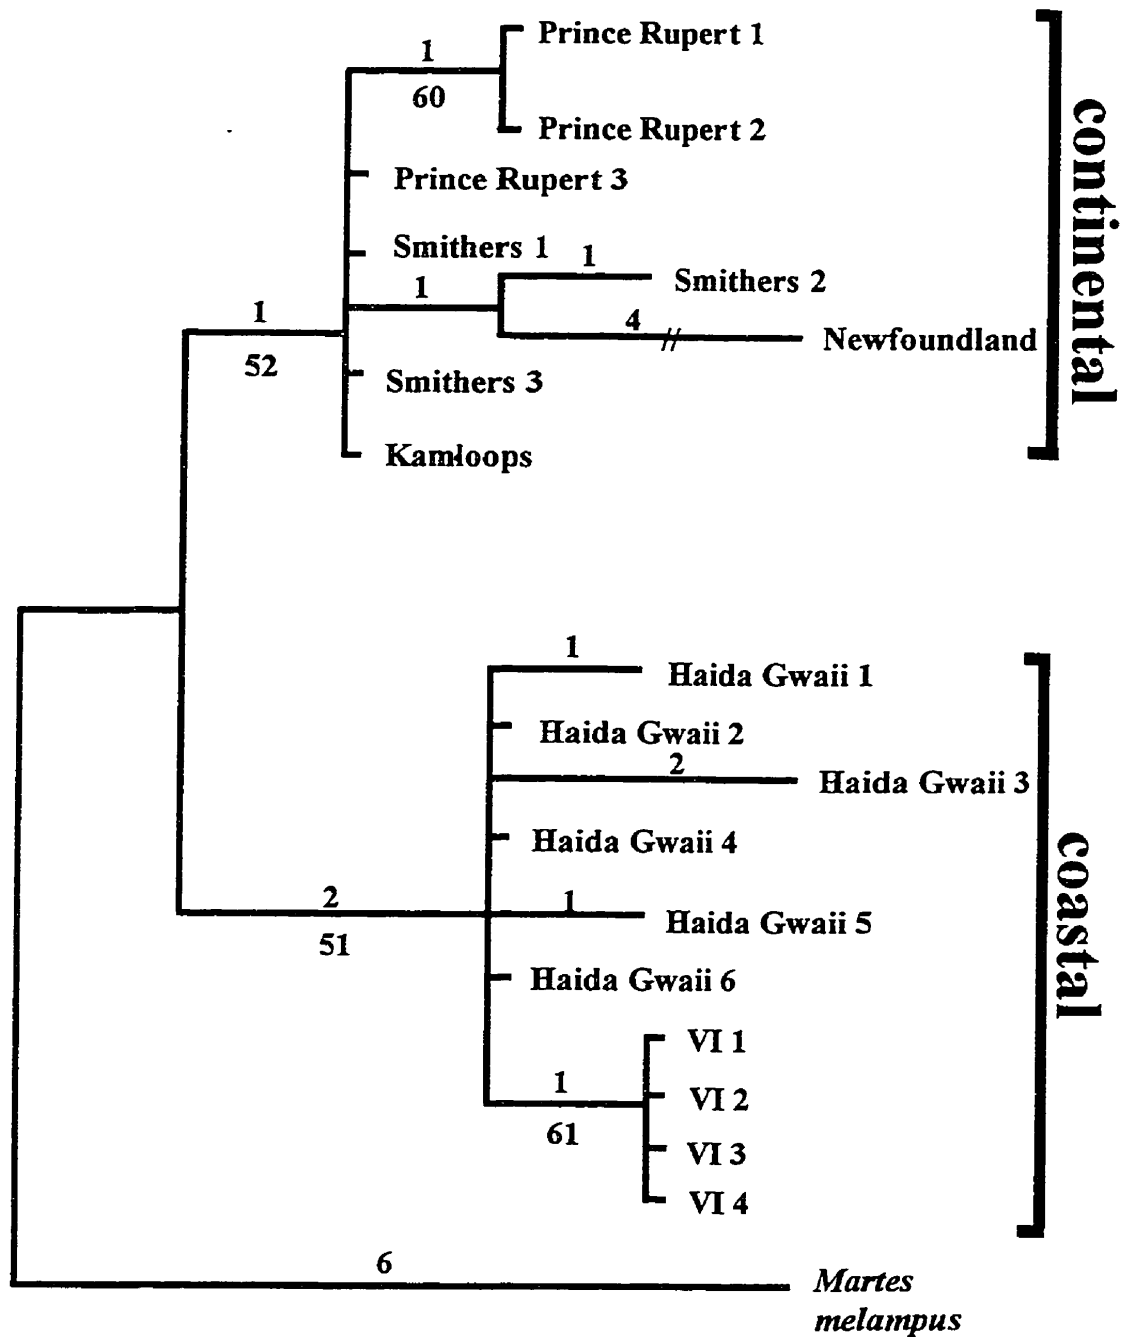 1
Prince Rupert 1
60
Prince Rupert 2
Prince Rupert 3
Smithers 1
1
Smithers 2
1
4
Newfoundland
1
52
Smithers 3
Kamloops
continental
1
Haida Gwaii 1
Haida Gwaii 2
2
Haida Gwaii 3
Haida Gwaii 4
2
51
1
Haida Gwaii 5
Haida Gwaii 6
VI 1
1
VI 2
61
VI 3
VI 4
coastal
6
Martes
melampus